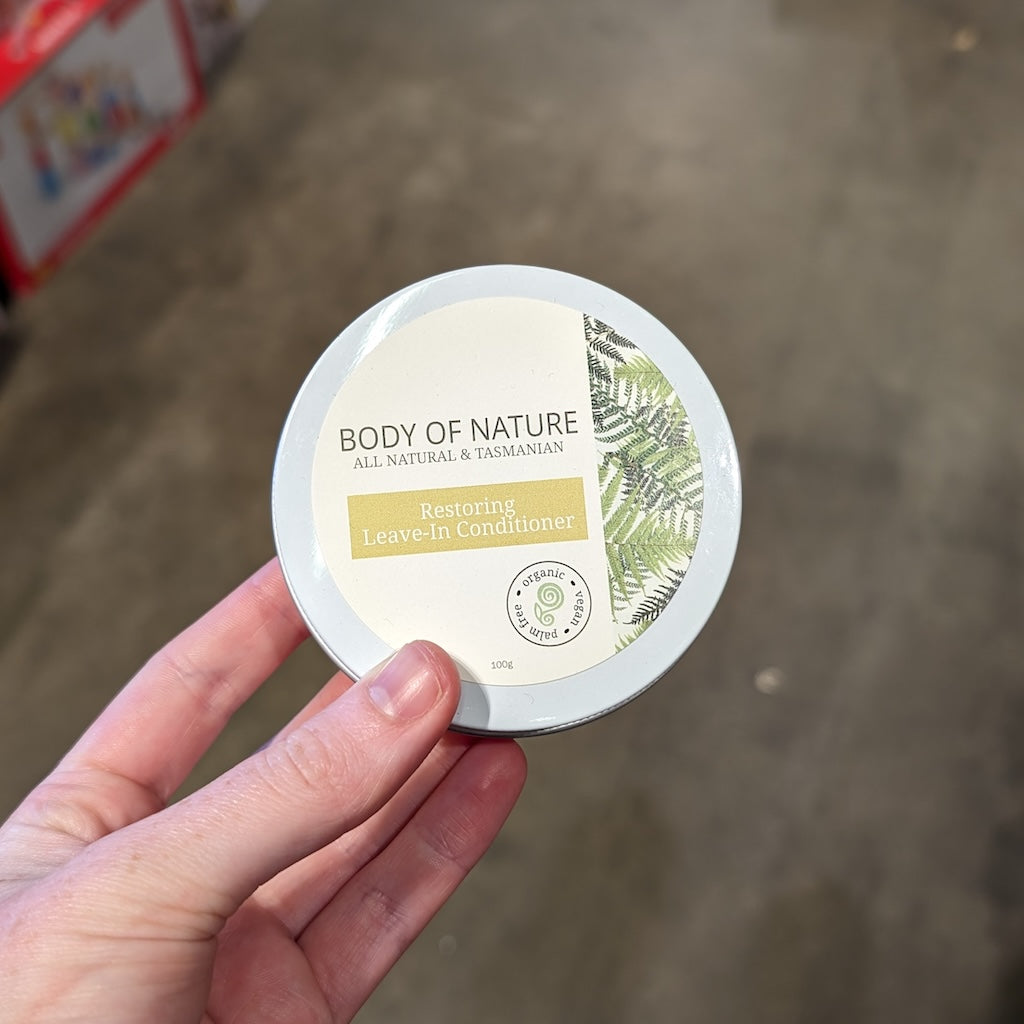 BODY OF NATURE
ALL NATURAL & TASMANIAN
Restoring
Leave-In Conditioner
organic • vegan • palm free •
100g